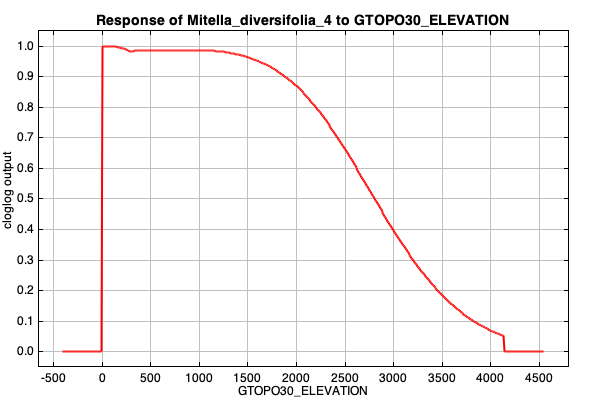 Response of Mitella_diversifolia_4 to GTOPO30_ELEVATION
1.0
0.9
0.8
0.7
0.6
0.5
0.4
0.3
0.2
0.1
0.0
cloglog output
-500 0 500 1000 1500 2000 2500 3000 3500 4000 4500
GTOPO30_ELEVATION